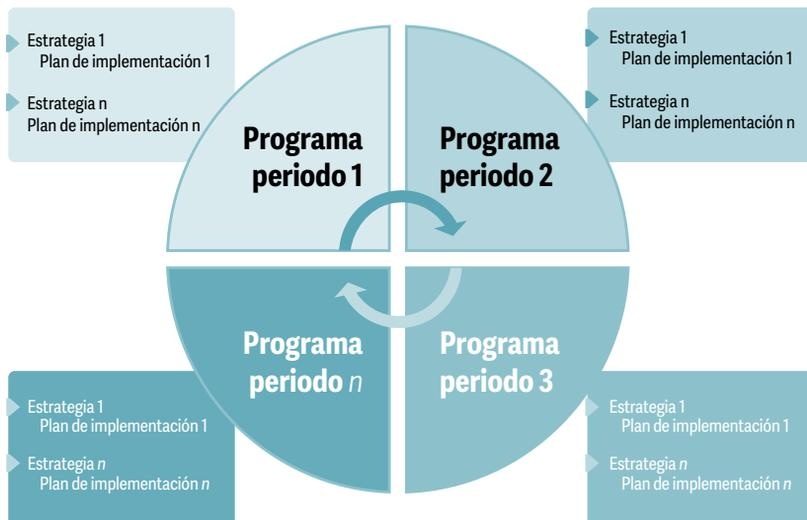 Estrategia 1
Plan de implementación 1
Estrategia n
Plan de implementación n
Estrategia 1
Plan de implementación 1
Estrategia n
Plan de implementación n
Programa
periodo 1
Programa
periodo 2
Programa
periodo n
Programa
periodo 3
Estrategia 1
Plan de implementación 1
Estrategia n
Plan de implementación n
Estrategia 1
Plan de implementación 1
Estrategia n
Plan de implementación n